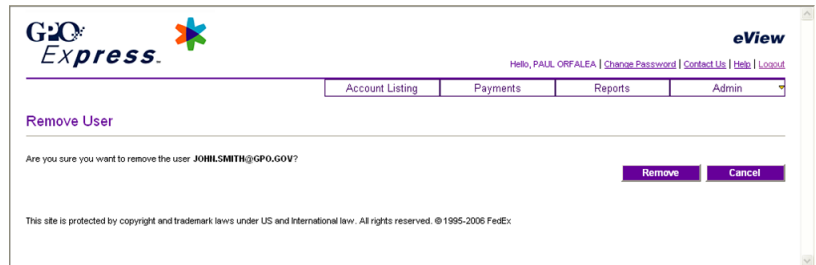 GPO
Express™
eView
Hello, PAUL ORFALEA | Change Password | Contact Us | Help | Logout
Account Listing Payments Reports Admin
Remove User
Are you sure you want to remove the user JOHN.SMITH@GPO.GOV?
Remove Cancel
This site is protected by copyright and trademark laws under US and International law. All rights reserved. © 1995-2006 FedEx